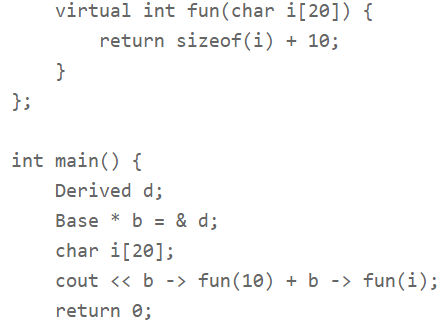 virtual int fun(char i[20]) {
        return sizeof(i) + 10;
    }
};

int main() {
    Derived d;
    Base * b = & d;
    char i[20];
    cout << b -> fun(10) + b -> fun(i);
    return 0;